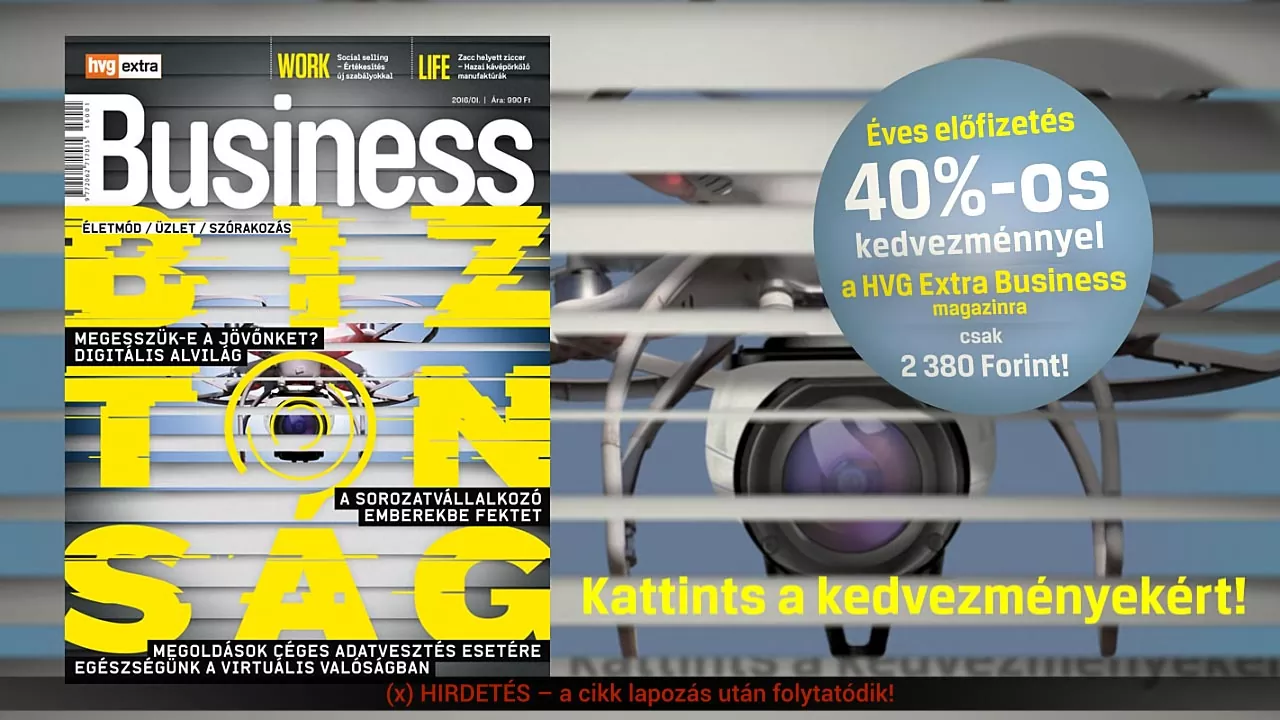 hvg extra
WORK
Social selling
– Értékesítés
új szabályokkal
LIFE
Zacc helyett ziccer
– Hazai kávépörkölő
manufaktúrák
2018/01. | Ára: 990 Ft
Business
ÉLETMÓD / ÜZLET / SZÓRAKOZÁS
BIZ
MEGESSZÜK-E A JÖVŐNKET?
DIGITÁLIS ALVILÁG
TON
A SOROZATVÁLLALKOZÓ
EMBEREKBE FEKTET
SÁG
MEGOLDÁSOK CÉGES ADATVESZTÉS ESETÉRE
EGÉSZSÉGÜNK A VIRTUÁLIS VALÓSÁGBAN
Éves előfizetés
40%-os
kedvezménnyel
a HVG Extra Business
magazinra
csak
2 380 Forint!
Kattints a kedvezményekért!
(x) HIRDETÉS – a cikk lapozás után folytatódik!